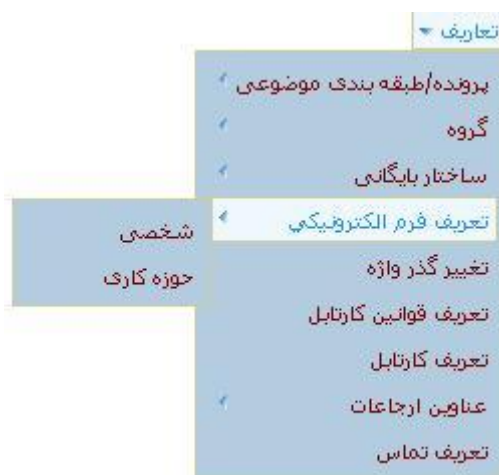 تعاریف
پرونده/طبقه بندی موضوعی
گروه
ساختار بایگانی
تعریف فرم الکترونیکی
شخصی
حوزه کاری
تغییر گذر واژه
تعریف قوانین کارتابل
تعریف کارتابل
عناوین ارجاعات
تعریف تماس